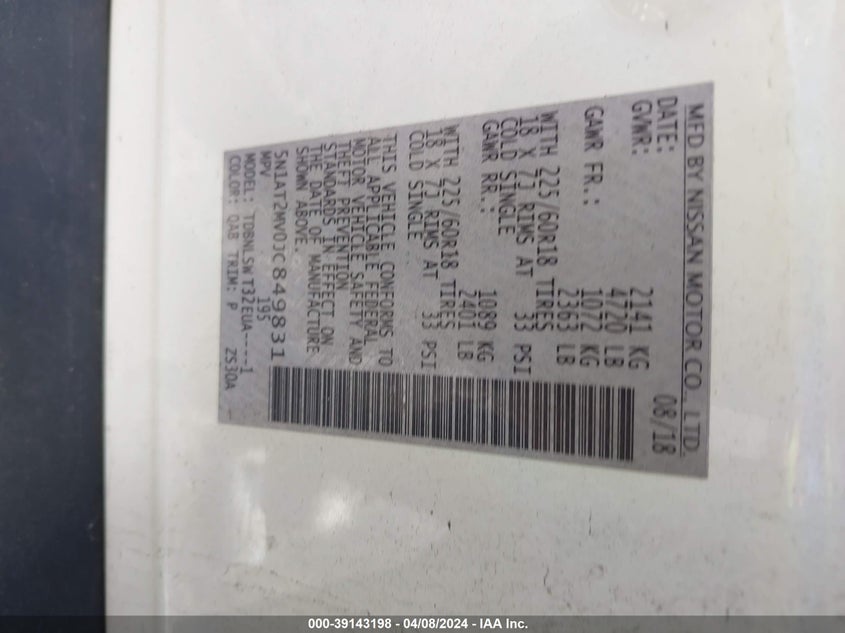 MFD BY NISSAN MOTOR CO., LTD.
DATE: 08/18
GVWR: 2141 KG
4720 LB
GAWR FR.: 1072 KG
2363 LB
WITH 225/60R18 TIRES
18 X 7J RIMS AT 33 PSI
COLD SINGLE
GAWR RR.: 1089 KG
2401 LB
WITH 225/60R18 TIRES
18 X 7J RIMS AT 33 PSI
COLD SINGLE
THIS VEHICLE CONFORMS TO
ALL APPLICABLE FEDERAL
MOTOR VEHICLE SAFETY AND
THEFT PREVENTION
STANDARDS IN EFFECT ON
THE DATE OF MANUFACTURE
SHOWN ABOVE.
5N1AT2MV0JC849831
MPV 195
MODEL: TDBNLSWT32EUA----1
COLOR: QAB TRIM: P ZS30A
000-39143198 - 04/08/2024 - IAA Inc.